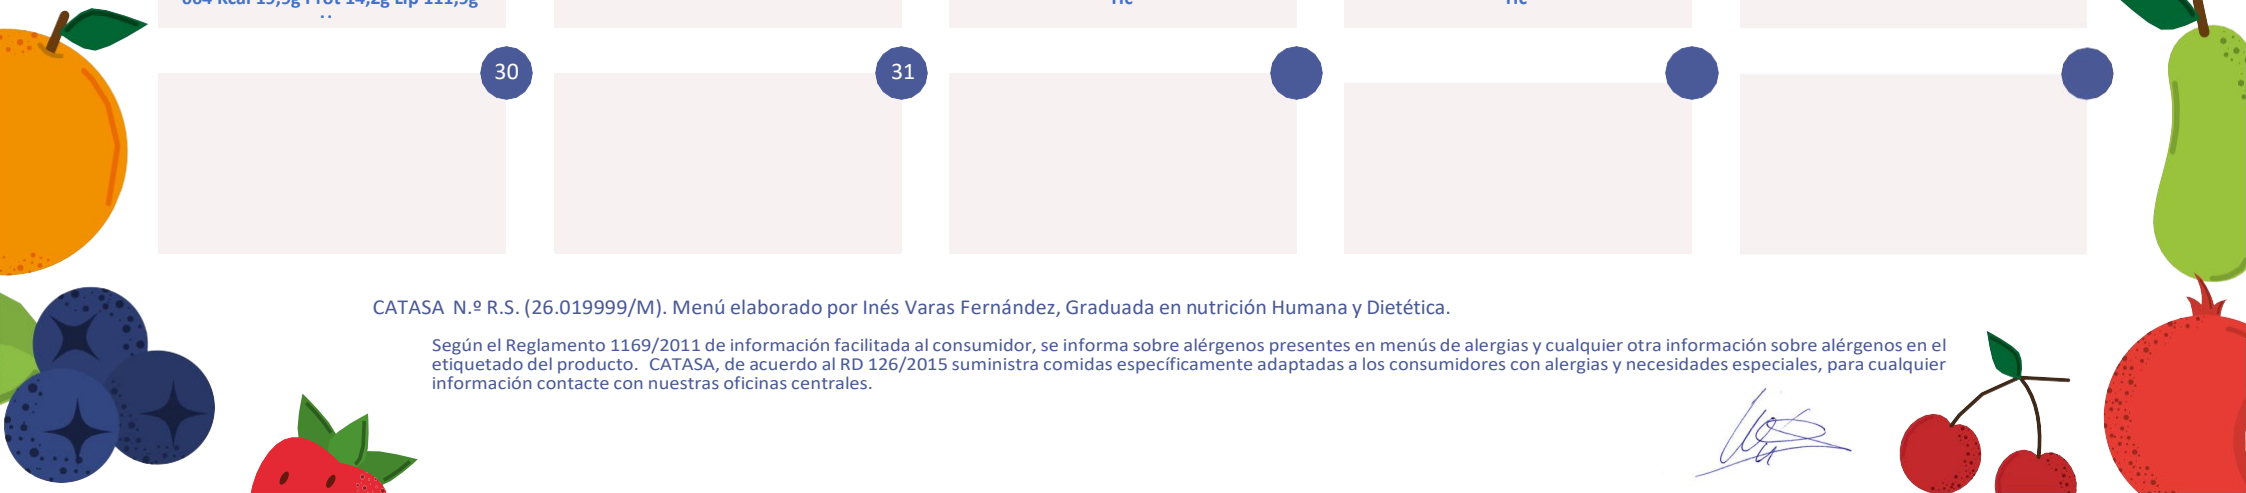 30
31
CATASA N.º R.S. (26.019999/M). Menú elaborado por Inés Varas Fernández, Graduada en nutrición Humana y Dietética.
Según el Reglamento 1169/2011 de información facilitada al consumidor, se informa sobre alérgenos presentes en menús de alergias y cualquier otra información sobre alérgenos en el
etiquetado del producto. CATASA, de acuerdo al RD 126/2015 suministra comidas específicamente adaptadas a los consumidores con alergias y necesidades especiales, para cualquier
información contacte con nuestras oficinas centrales.